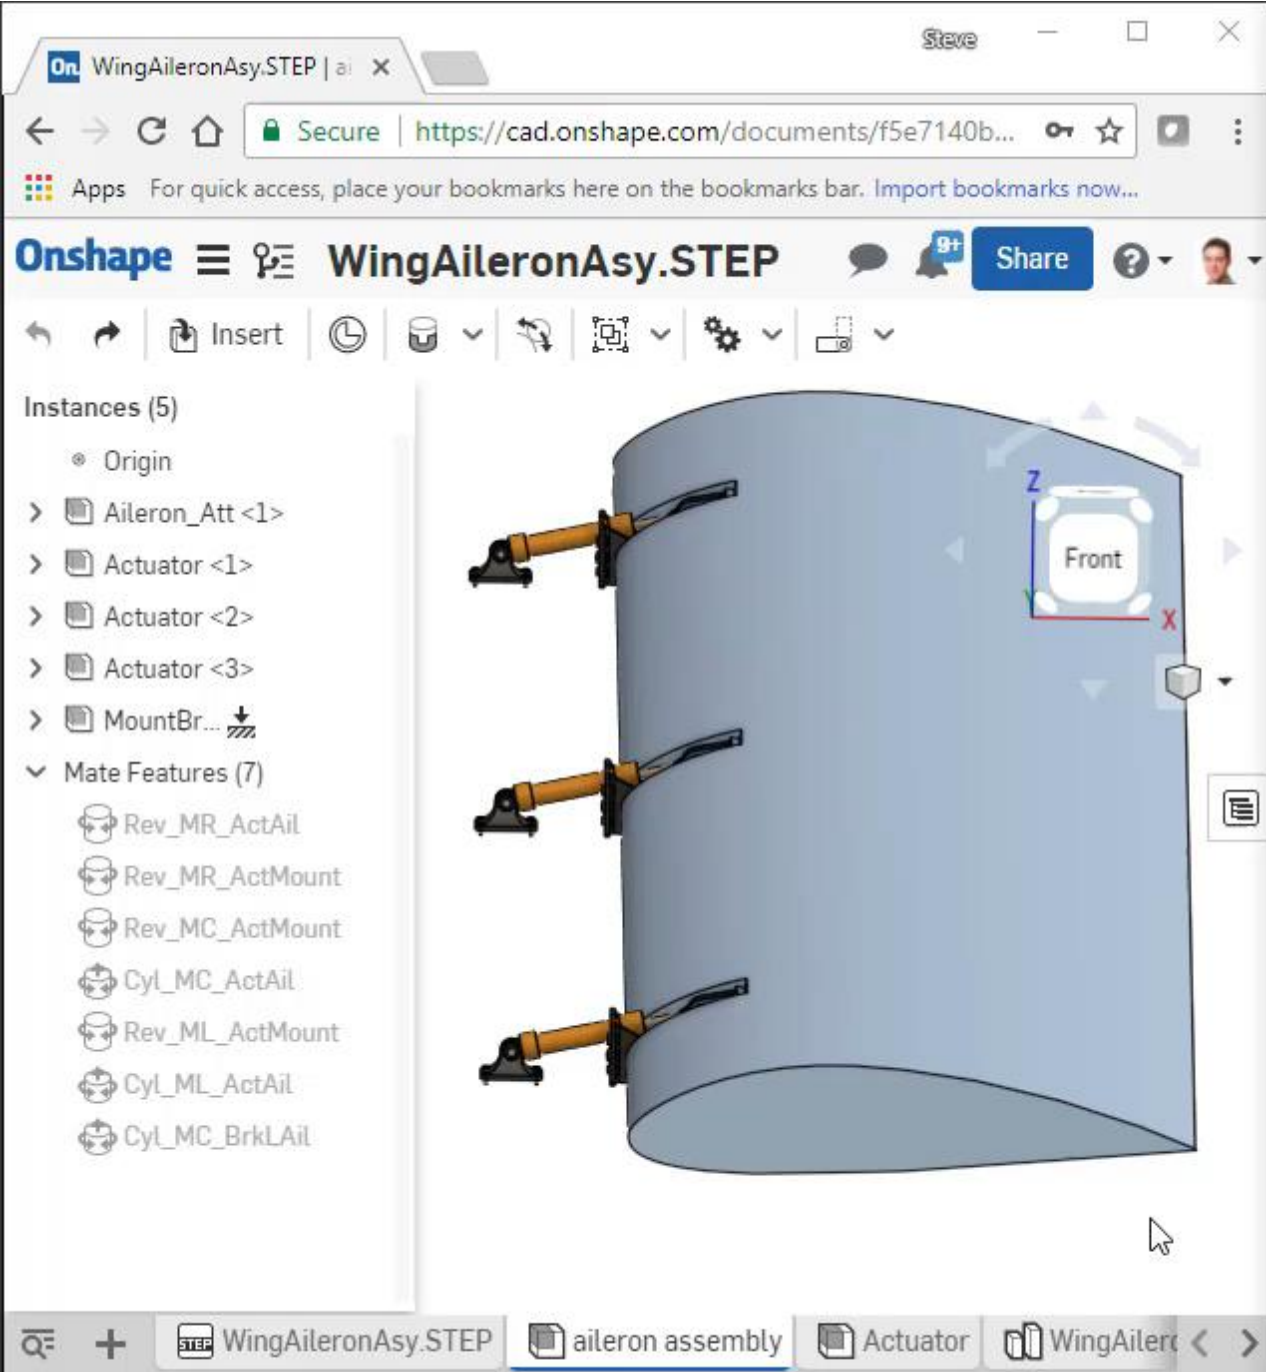 Steve
On WingAileronAsy.STEP | ai
Secure | https://cad.onshape.com/documents/f5e7140b...
Apps For quick access, place your bookmarks here on the bookmarks bar. Import bookmarks now...
Onshape WingAileronAsy.STEP 9+ Share ?
Insert
Instances (5)
Origin
Aileron_Att <1>
Actuator <1>
Actuator <2>
Actuator <3>
MountBr...
Mate Features (7)
Rev_MR_ActAil
Rev_MR_ActMount
Rev_MC_ActMount
Cyl_MC_ActAil
Rev_ML_ActMount
Cyl_ML_ActAil
Cyl_MC_BrkLAil
Z
Front
Y
X
STEP WingAileronAsy.STEP aileron assembly Actuator WingAilerc